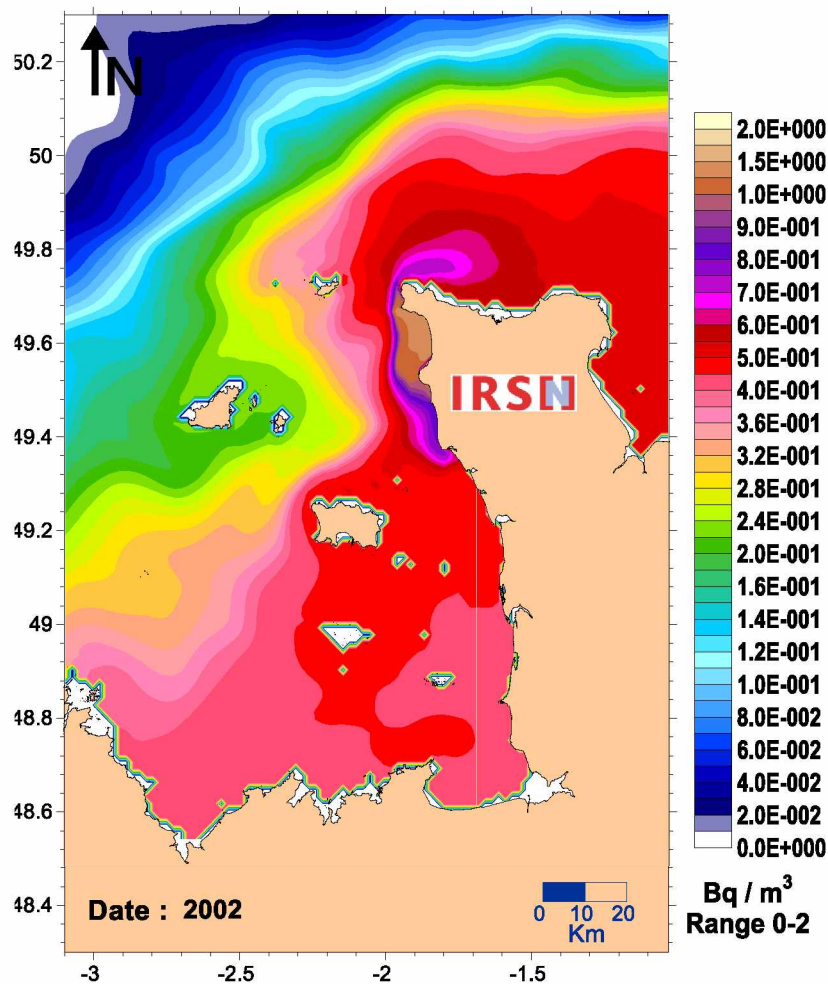 50.2
50
49.8
49.6
49.4
49.2
49
48.8
48.6
48.4
N
IRSN
Date : 2002
0 10 20
Km
-3 -2.5 -2 -1.5
2.0E+000
1.5E+000
1.0E+000
9.0E-001
8.0E-001
7.0E-001
6.0E-001
5.0E-001
4.0E-001
3.6E-001
3.2E-001
2.8E-001
2.4E-001
2.0E-001
1.6E-001
1.4E-001
1.2E-001
1.0E-001
8.0E-002
6.0E-002
4.0E-002
2.0E-002
0.0E+000
Bq / m³
Range 0-2